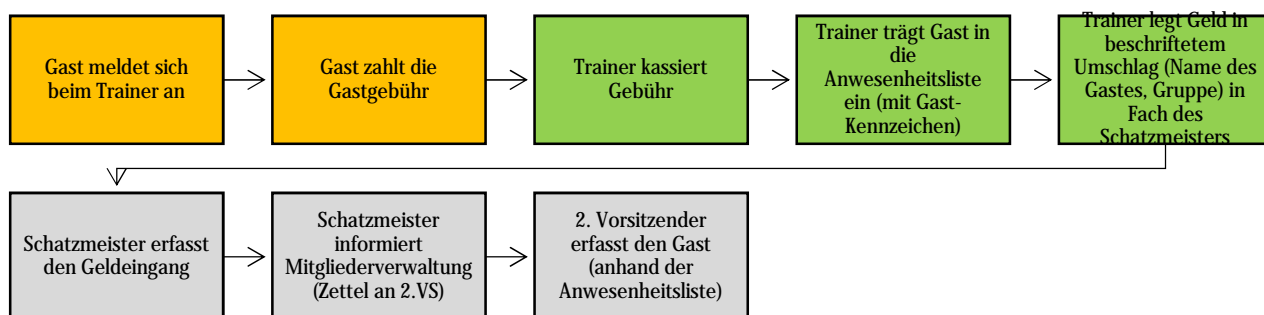 Gast meldet sich
beim Trainer an
Gast zahlt die
Gastgebühr
Trainer kassiert
Gebühr
Trainer trägt Gast in
die
Anwesenheitsliste
ein (mit Gast-
Kennzeichen)
Trainer legt Geld in
beschriftetem
Umschlag (Name des
Gastes, Gruppe) in
Fach des
Schatzmeisters
Schatzmeister erfasst
den Geldeingang
Schatzmeister
informiert
Mitgliederverwaltung
(Zettel an 2.VS)
2. Vorsitzender
erfasst den Gast
(anhand der
Anwesenheitsliste)